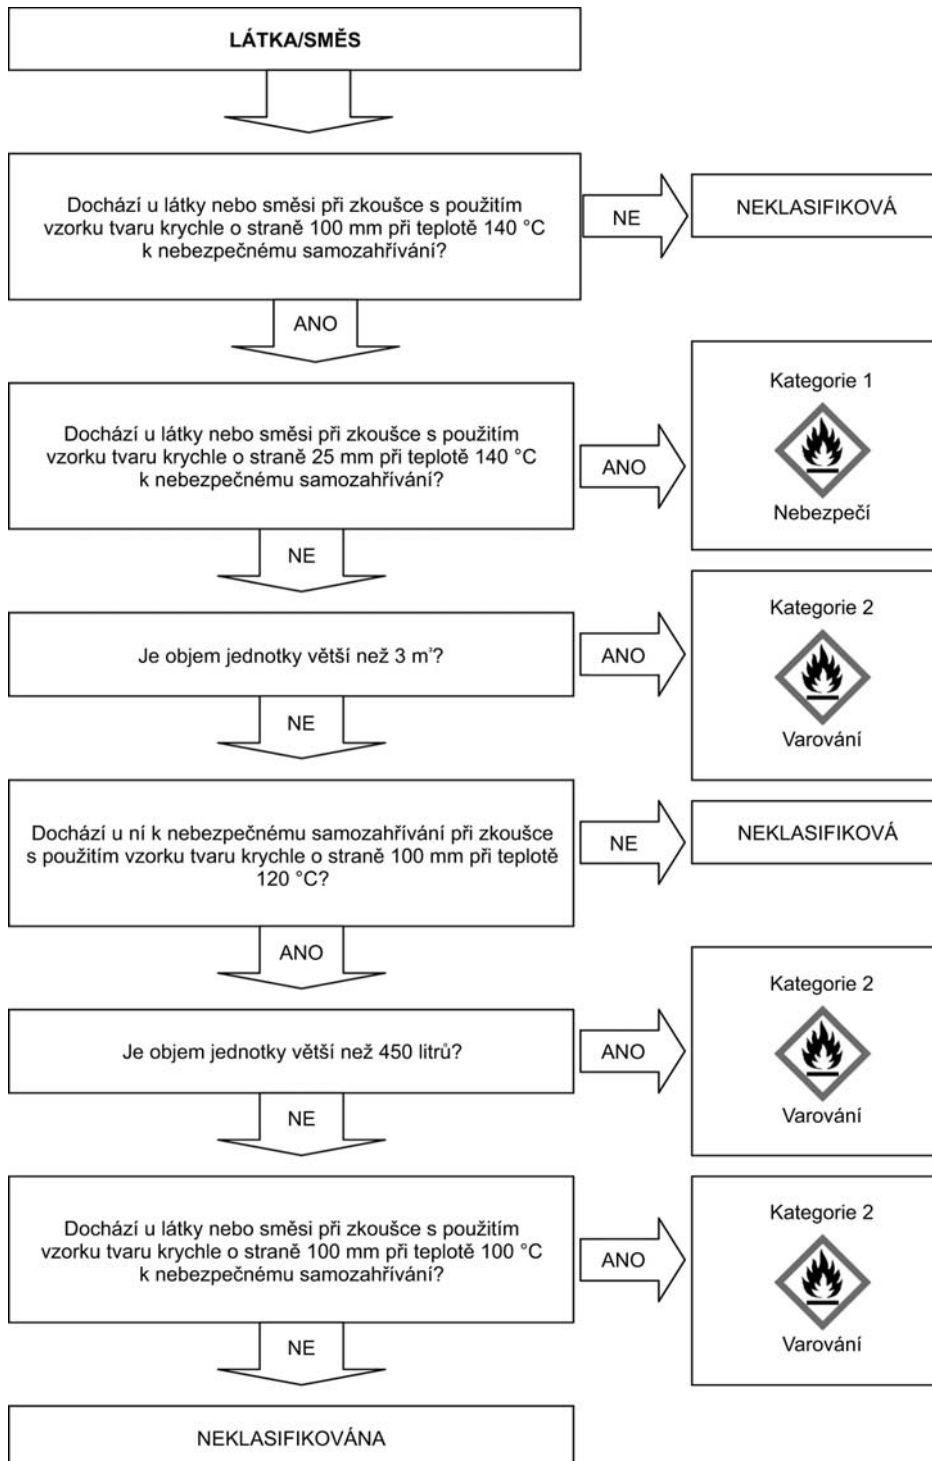 LÁTKA/SMĚS
Dochází u látky nebo směsi při zkoušce s použitím
vzorku tvaru krychle o straně 100 mm při teplotě 140 °C
k nebezpečnému samozahřívání?
NE
NEKLASIFIKOVÁ
ANO
Dochází u látky nebo směsi při zkoušce s použitím
vzorku tvaru krychle o straně 25 mm při teplotě 140 °C
k nebezpečnému samozahřívání?
ANO
Kategorie 1
Nebezpečí
NE
Je objem jednotky větší než 3 m³?
ANO
Kategorie 2
Varování
NE
Dochází u ní k nebezpečnému samozahřívání při zkoušce
s použitím vzorku tvaru krychle o straně 100 mm při teplotě
120 °C?
NE
NEKLASIFIKOVÁ
ANO
Je objem jednotky větší než 450 litrů?
ANO
Kategorie 2
Varování
NE
Dochází u látky nebo směsi při zkoušce s použitím
vzorku tvaru krychle o straně 100 mm při teplotě 100 °C
k nebezpečnému samozahřívání?
ANO
Kategorie 2
Varování
NE
NEKLASIFIKOVÁNA